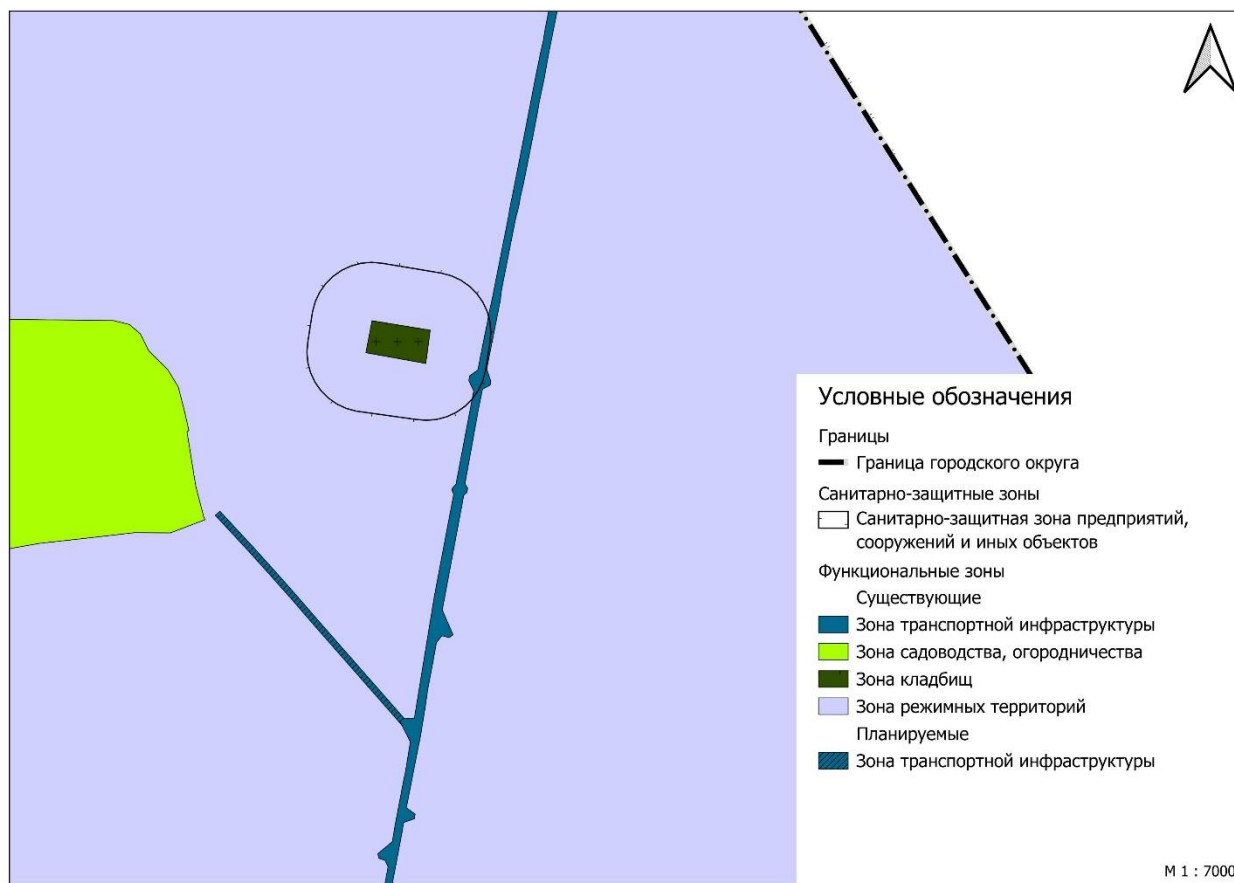 Условные обозначения
Границы
Граница городского округа
Санитарно-защитные зоны
Санитарно-защитная зона предприятий,
сооружений и иных объектов
Функциональные зоны
Существующие
Зона транспортной инфраструктуры
Зона садоводства, огородничества
Зона кладбищ
Зона режимных территорий
Планируемые
Зона транспортной инфраструктуры
М 1 : 7000